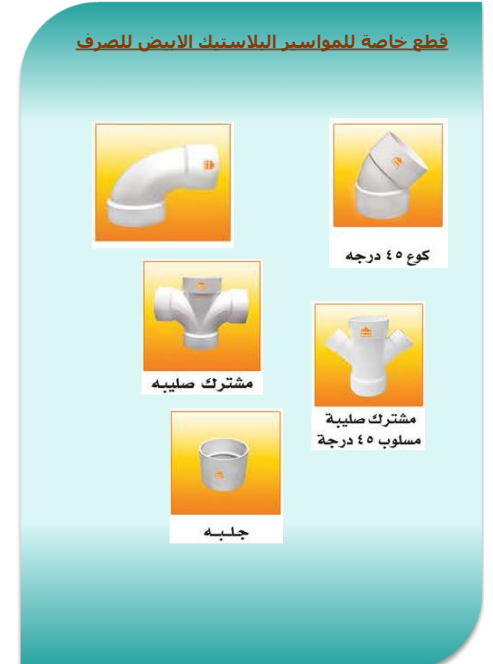 قطع خاصة للمواسير البلاستيك الابيض للصرف
كوع ٤٥ درجه
مشترك صليبه
مشترك صليبة
مسلوب ٤٥ درجة
جلبه